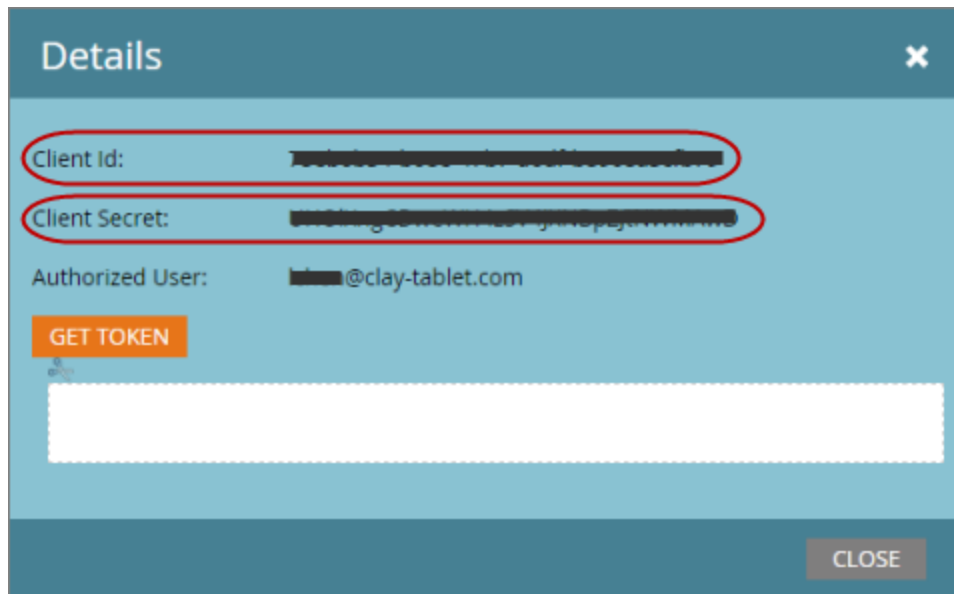 Details
Client Id:
Client Secret:
Authorized User: @clay-tablet.com
GET TOKEN
CLOSE